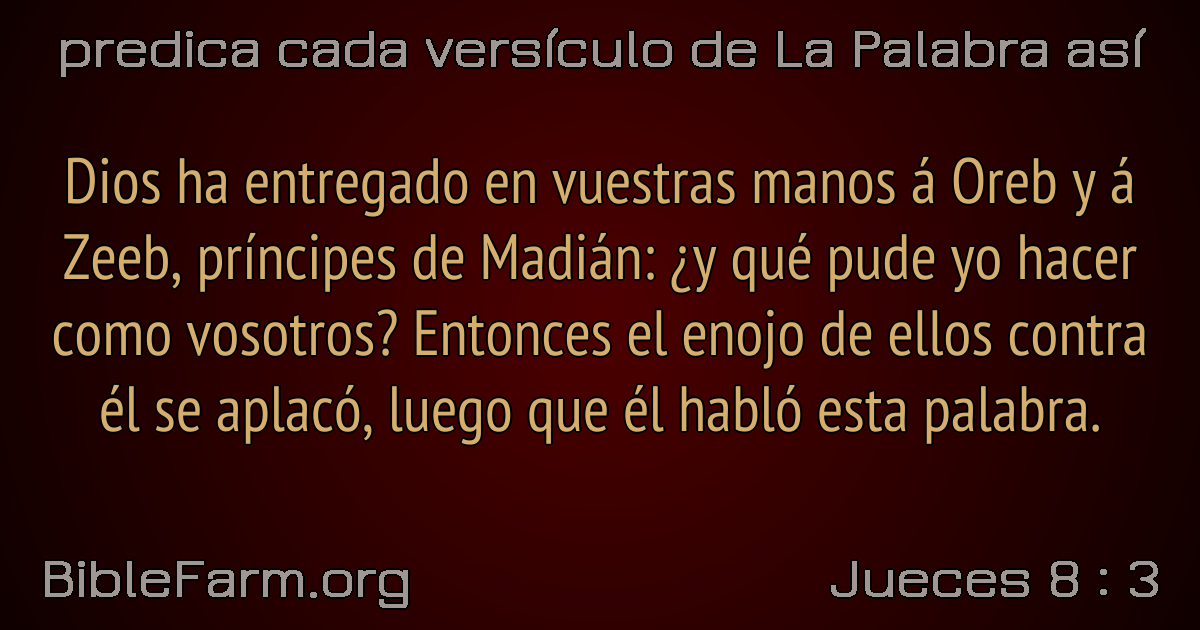 predica cada versículo de La Palabra así
Dios ha entregado en vuestras manos á Oreb y á
Zeeb, príncipes de Madián: ¿y qué pude yo hacer
como vosotros? Entonces el enojo de ellos contra
él se aplacó, luego que él habló esta palabra.
BibleFarm.org
Jueces 8 : 3